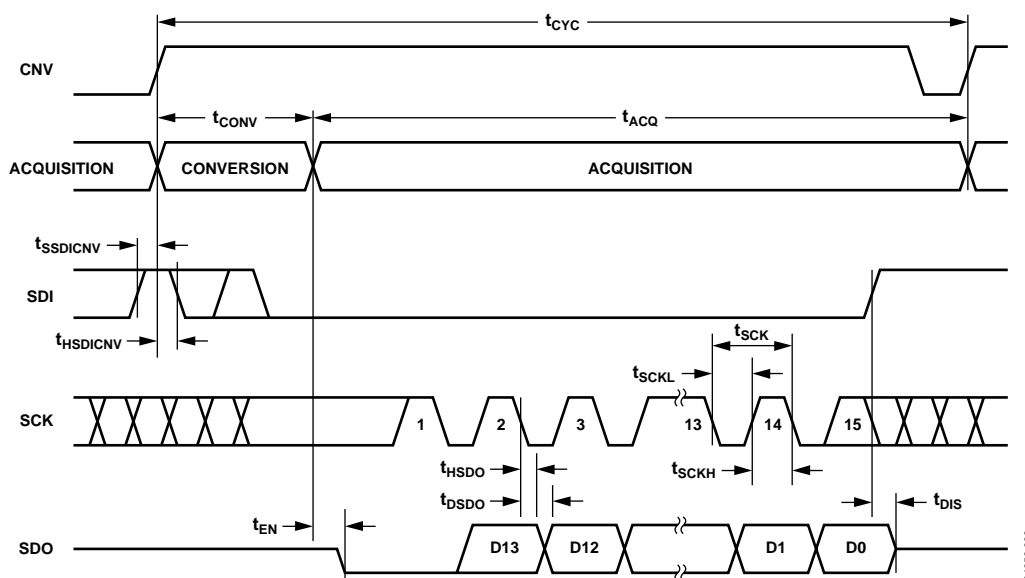 tCYC
CNV
tCONV
tACQ
ACQUISITION
CONVERSION
ACQUISITION
tSSDICNV
SDI
tHSDICNV
tSCK
tSCKL
SCK
1
2
3
13
14
15
tHSDO
tSCKH
tDSDO
tDIS
tEN
SDO
D13
D12
D1
D0